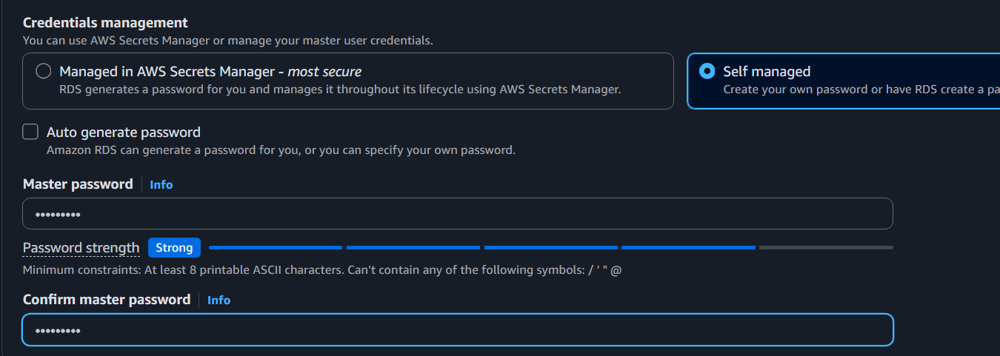 Credentials management
You can use AWS Secrets Manager or manage your master user credentials.
Managed in AWS Secrets Manager - most secure
RDS generates a password for you and manages it throughout its lifecycle using AWS Secrets Manager.
Self managed
Create your own password or have RDS create a pa
Auto generate password
Amazon RDS can generate a password for you, or you can specify your own password.
Master password Info
•••••••••
Password strength Strong
Minimum constraints: At least 8 printable ASCII characters. Can't contain any of the following symbols: / ' " @
Confirm master password Info
•••••••••